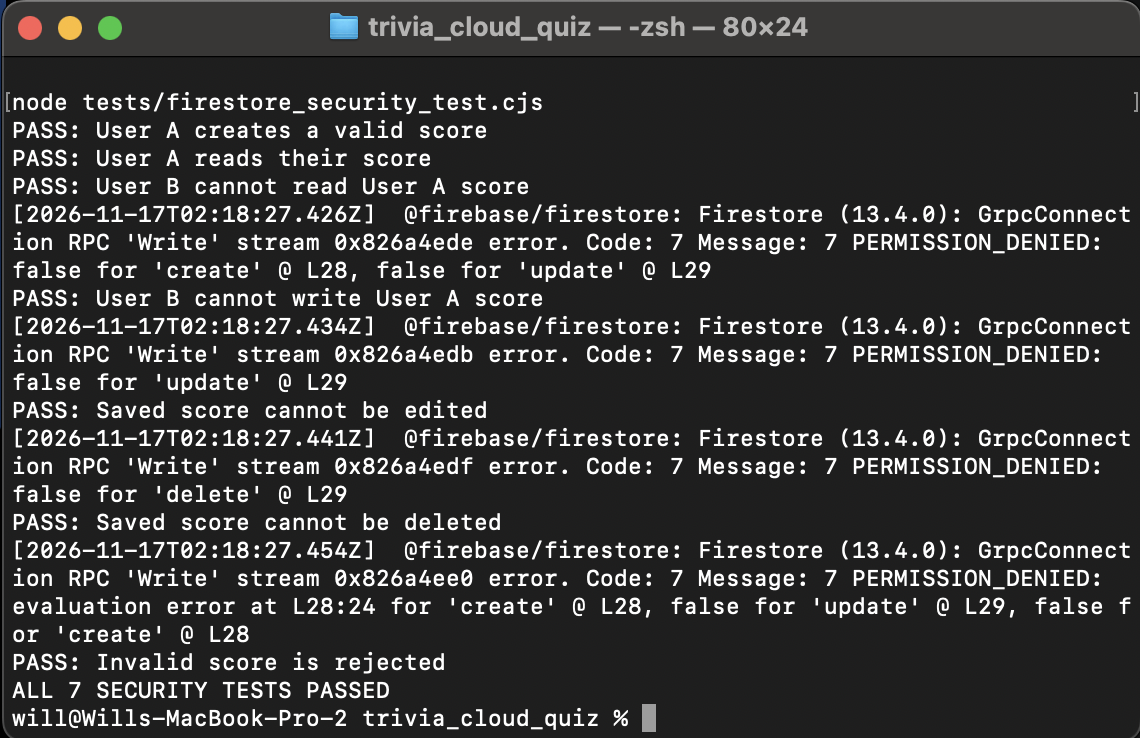 trivia_cloud_quiz — -zsh — 80×24
[node tests/firestore_security_test.cjs ]
PASS: User A creates a valid score
PASS: User A reads their score
PASS: User B cannot read User A score
[2026-11-17T02:18:27.426Z]  @firebase/firestore: Firestore (13.4.0): GrpcConnect
ion RPC 'Write' stream 0x826a4ede error. Code: 7 Message: 7 PERMISSION_DENIED:
false for 'create' @ L28, false for 'update' @ L29
PASS: User B cannot write User A score
[2026-11-17T02:18:27.434Z]  @firebase/firestore: Firestore (13.4.0): GrpcConnect
ion RPC 'Write' stream 0x826a4edb error. Code: 7 Message: 7 PERMISSION_DENIED:
false for 'update' @ L29
PASS: Saved score cannot be edited
[2026-11-17T02:18:27.441Z]  @firebase/firestore: Firestore (13.4.0): GrpcConnect
ion RPC 'Write' stream 0x826a4edf error. Code: 7 Message: 7 PERMISSION_DENIED:
false for 'delete' @ L29
PASS: Saved score cannot be deleted
[2026-11-17T02:18:27.454Z]  @firebase/firestore: Firestore (13.4.0): GrpcConnect
ion RPC 'Write' stream 0x826a4ee0 error. Code: 7 Message: 7 PERMISSION_DENIED:
evaluation error at L28:24 for 'create' @ L28, false for 'update' @ L29, false f
or 'create' @ L28
PASS: Invalid score is rejected
ALL 7 SECURITY TESTS PASSED
will@Wills-MacBook-Pro-2 trivia_cloud_quiz %